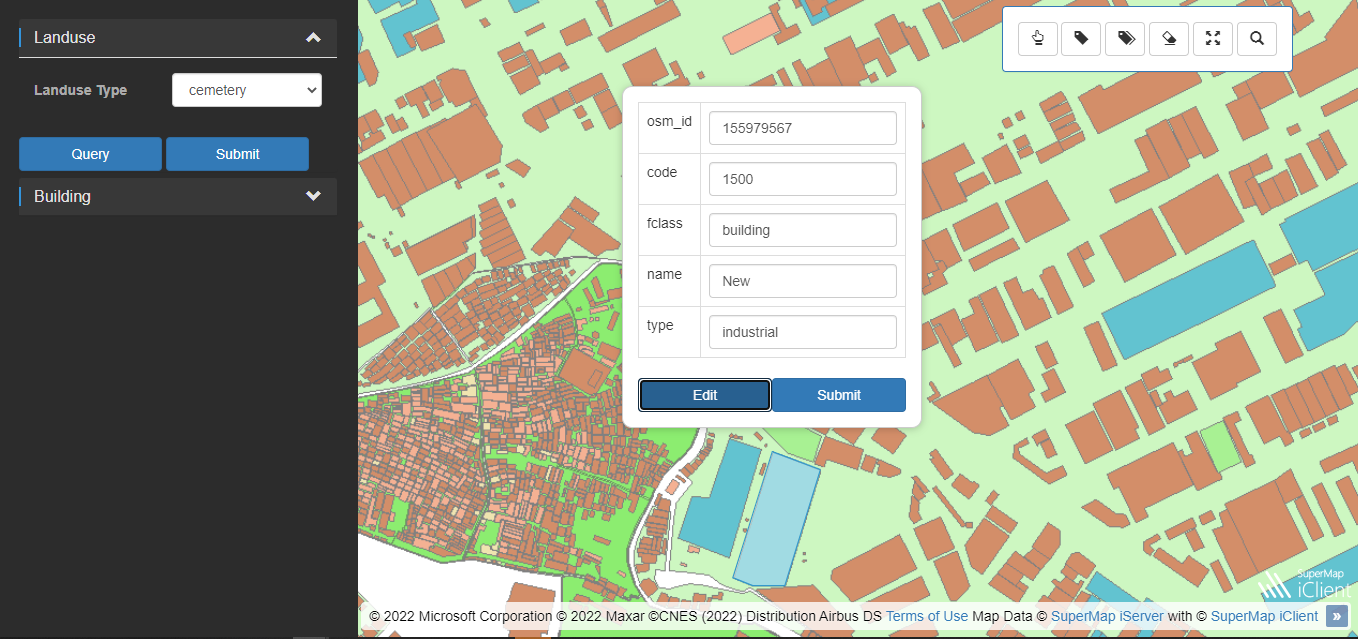 Landuse
Landuse Type
cemetery
Query
Submit
Building
osm_id
155979567
code
1500
fclass
building
name
New
type
industrial
Edit
Submit
SuperMap
iClient
© 2022 Microsoft Corporation © 2022 Maxar ©CNES (2022) Distribution Airbus DS Terms of Use Map Data © SuperMap iServer with © SuperMap iClient »